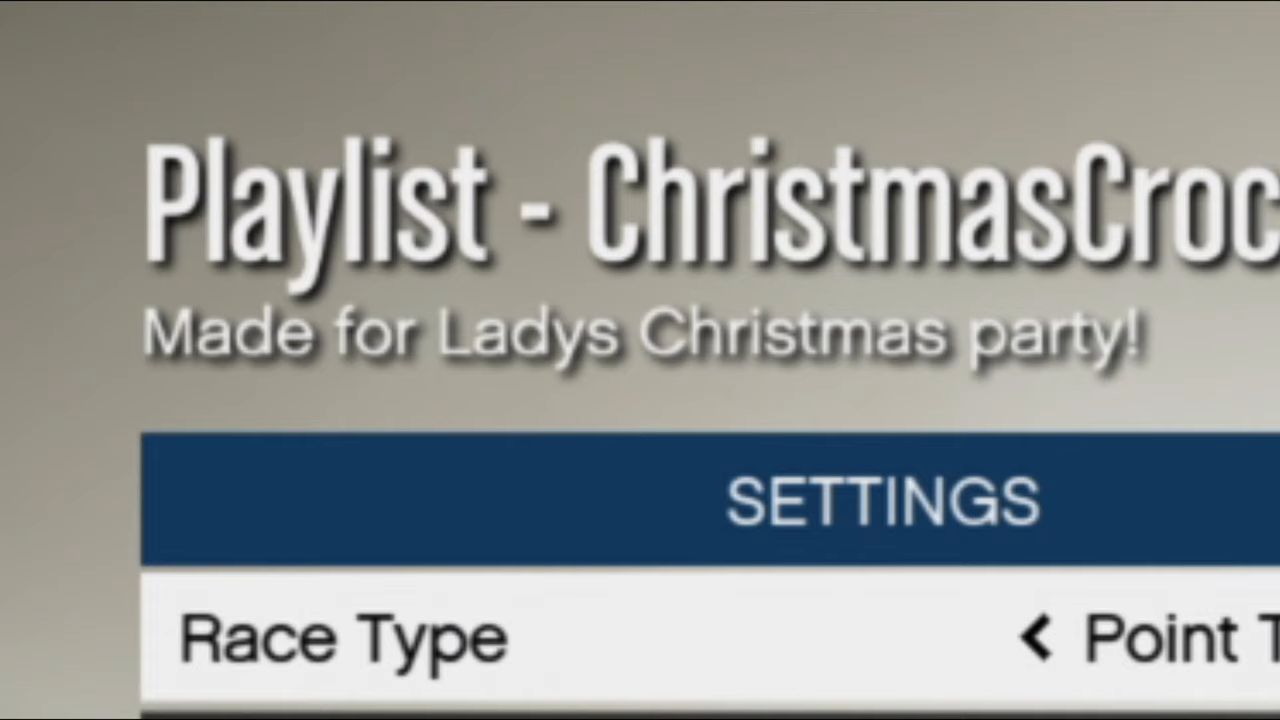 Playlist - ChristmasCroc
Made for Ladys Christmas party!
SETTINGS
Race Type
< Point T